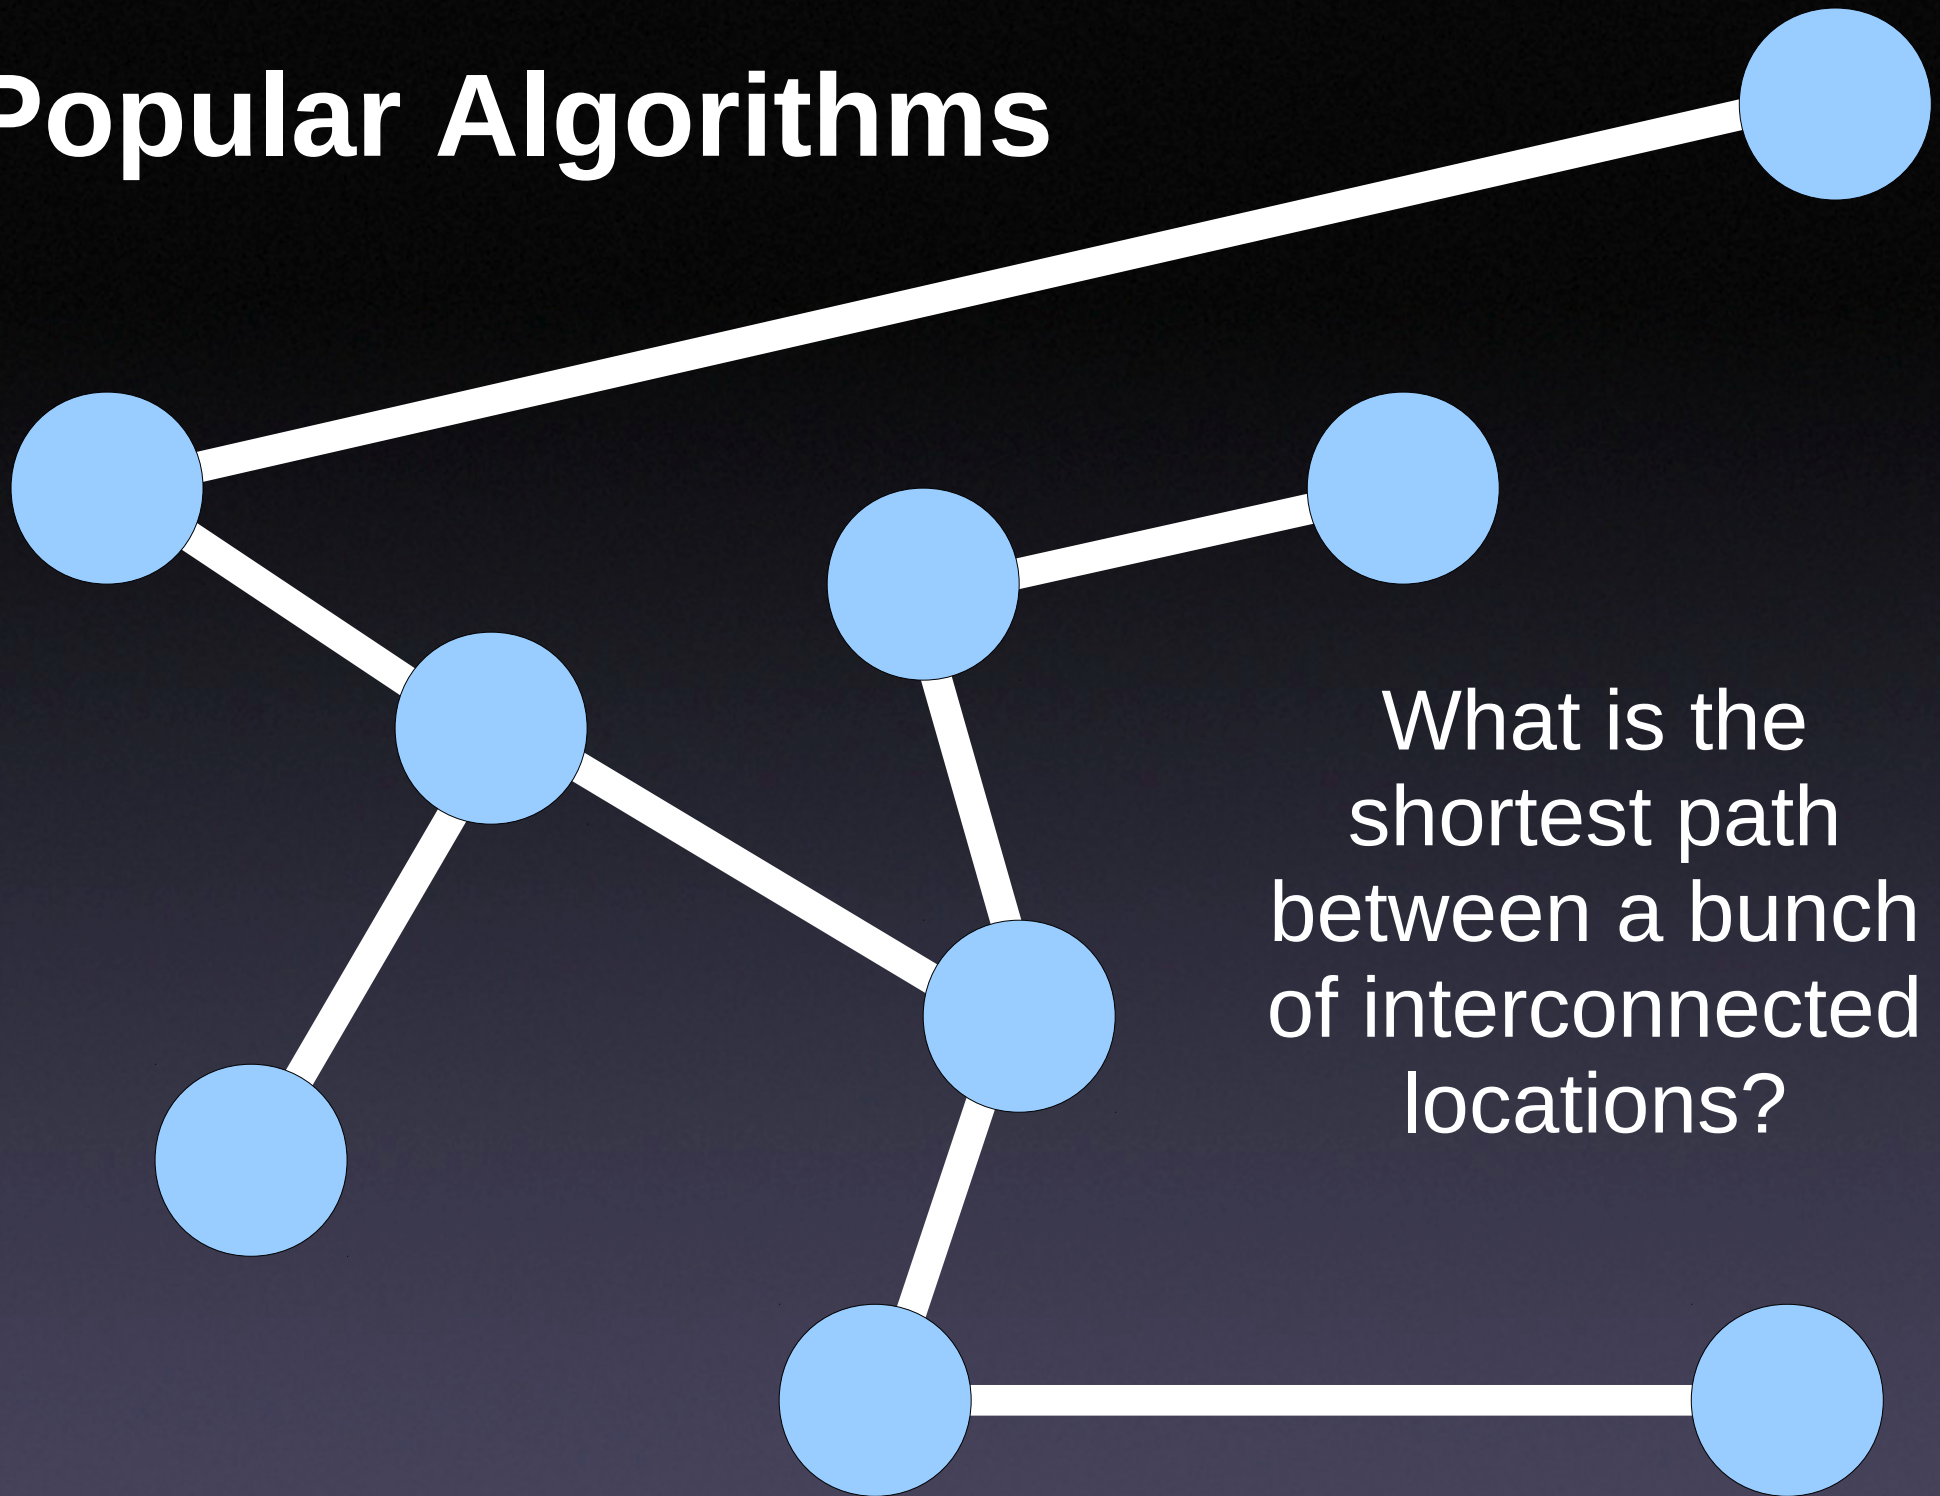 Popular Algorithms
What is the
shortest path
between a bunch
of interconnected
locations?